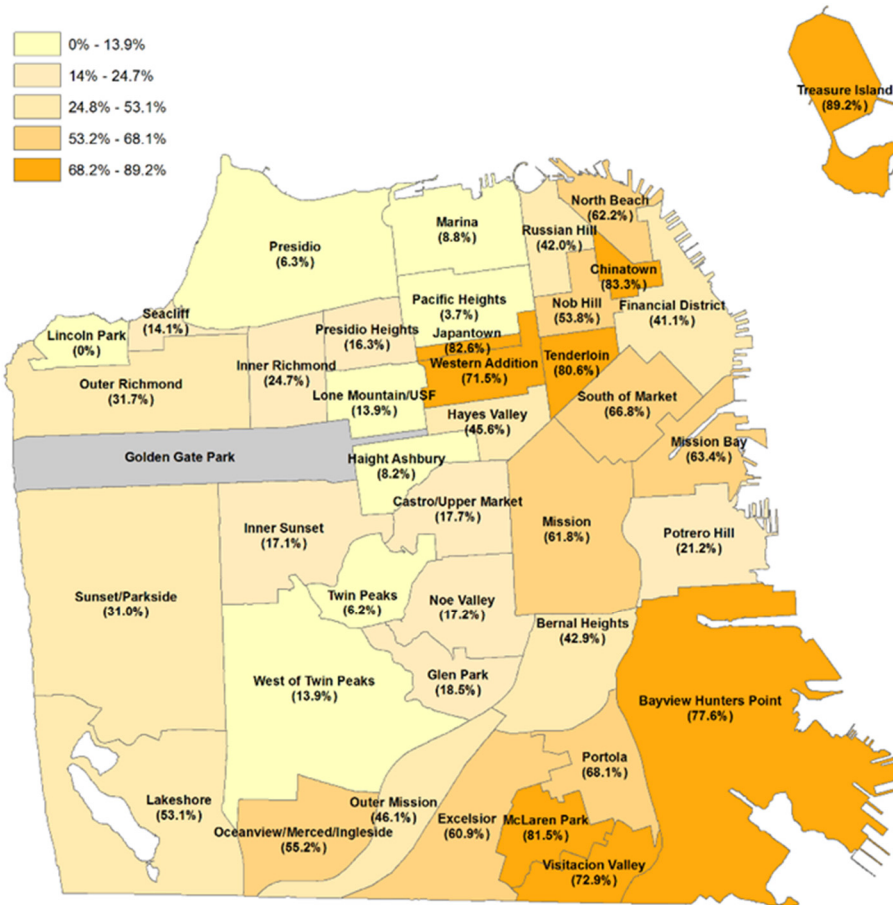 0% - 13.9%
14% - 24.7%
24.8% - 53.1%
53.2% - 68.1%
68.2% - 89.2%
Treasure Island
(89.2%)
North Beach
(62.2%)
Marina
(8.8%)
Russian Hill
(42.0%)
Presidio
(6.3%)
Chinatown
(83.3%)
Pacific Heights
(3.7%)
Nob Hill
(53.8%)
Financial District
(41.1%)
Seacliff
(14.1%)
Lincoln Park
(0%)
Presidio Heights
(16.3%)
Japantown
(82.6%)
Western Addition
(71.5%)
Tenderloin
(80.6%)
Inner Richmond
(24.7%)
Outer Richmond
(31.7%)
Lone Mountain/USF
(13.9%)
South of Market
(66.8%)
Hayes Valley
(45.6%)
Mission Bay
(63.4%)
Golden Gate Park
Haight Ashbury
(8.2%)
Castro/Upper Market
(17.7%)
Inner Sunset
(17.1%)
Mission
(61.8%)
Potrero Hill
(21.2%)
Sunset/Parkside
(31.0%)
Twin Peaks
(6.2%)
Noe Valley
(17.2%)
Bernal Heights
(42.9%)
West of Twin Peaks
(13.9%)
Glen Park
(18.5%)
Bayview Hunters Point
(77.6%)
Portola
(68.1%)
Lakeshore
(53.1%)
Outer Mission
(46.1%)
Excelsior
(60.9%)
McLaren Park
(81.5%)
Oceanview/Merced/Ingleside
(55.2%)
Visitacion Valley
(72.9%)